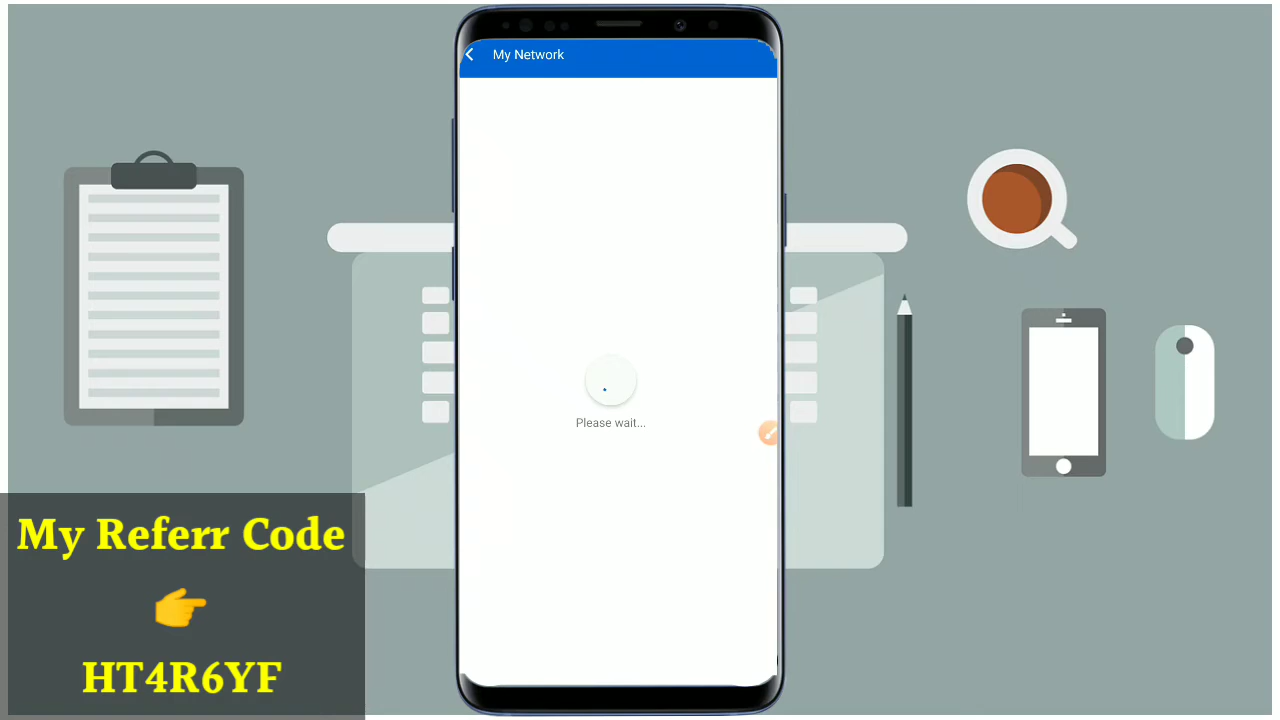 My Network
Please wait...
My Referr Code
👉
HT4R6YF